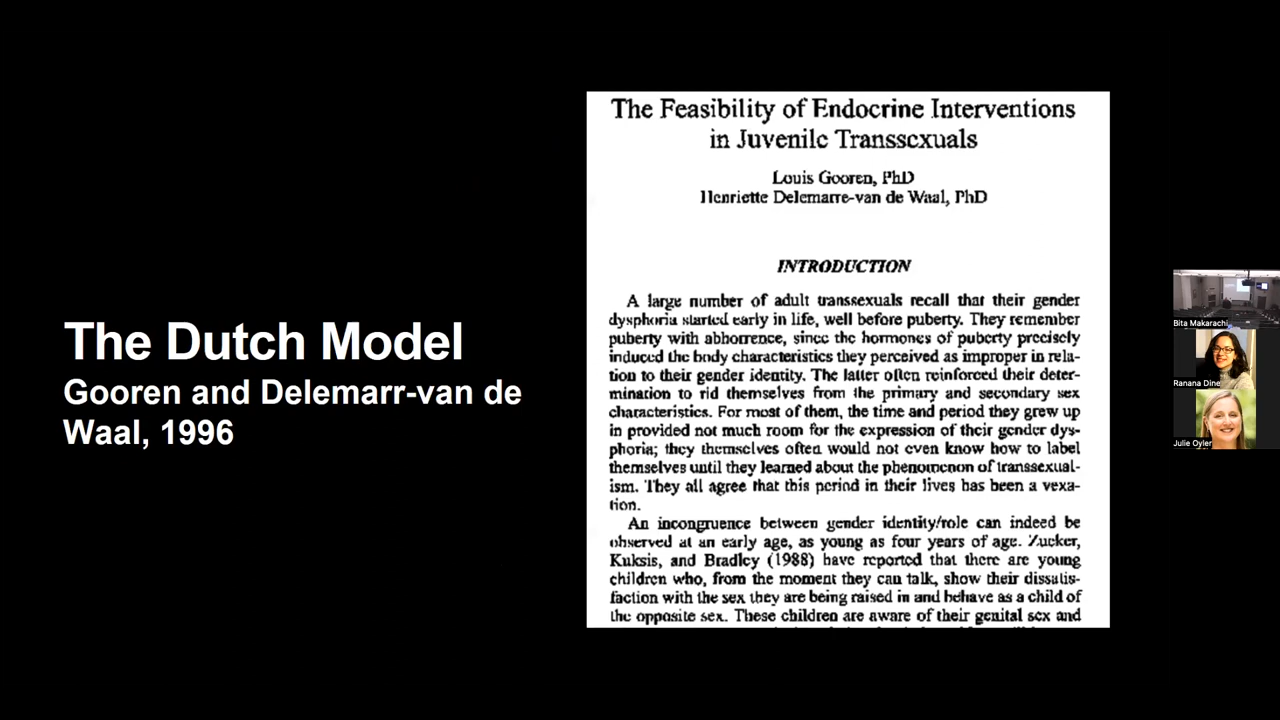 The Dutch Model
Gooren and Delemarr-van de
Waal, 1996
The Feasibility of Endocrine Interventions
in Juvenile Transsexuals
Louis Gooren, PhD
Henriette Delemarre-van de Waal, PhD
INTRODUCTION
A large number of adult transsexuals recall that their gender
dysphoria started early in life, well before puberty. They remember
puberty with abhorrence, since the hormones of puberty precisely
induced the body characteristics they perceived as improper in rela-
tion to their gender identity. The latter often reinforced their deter-
mination to rid themselves from the primary and secondary sex
characteristics. For most of them, the time and period they grew up
in provided not much room for the expression of their gender dys-
phoria; they themselves often would not even know how to label
themselves until they learned about the phenomenon of transsexual-
ism. They all agree that this period in their lives has been a vexa-
tion.
An incongruence between gender identity/role can indeed be
observed at an early age, as young as four years of age. Zucker,
Kuksis, and Bradley (1988) have reported that there are young
children who, from the moment they can talk, show their dissatis-
faction with the sex they are being raised in and behave as a child of
the opposite sex. These children are aware of their genital sex and
Bita Makarachi
Ranana Dine
Julie Oyler